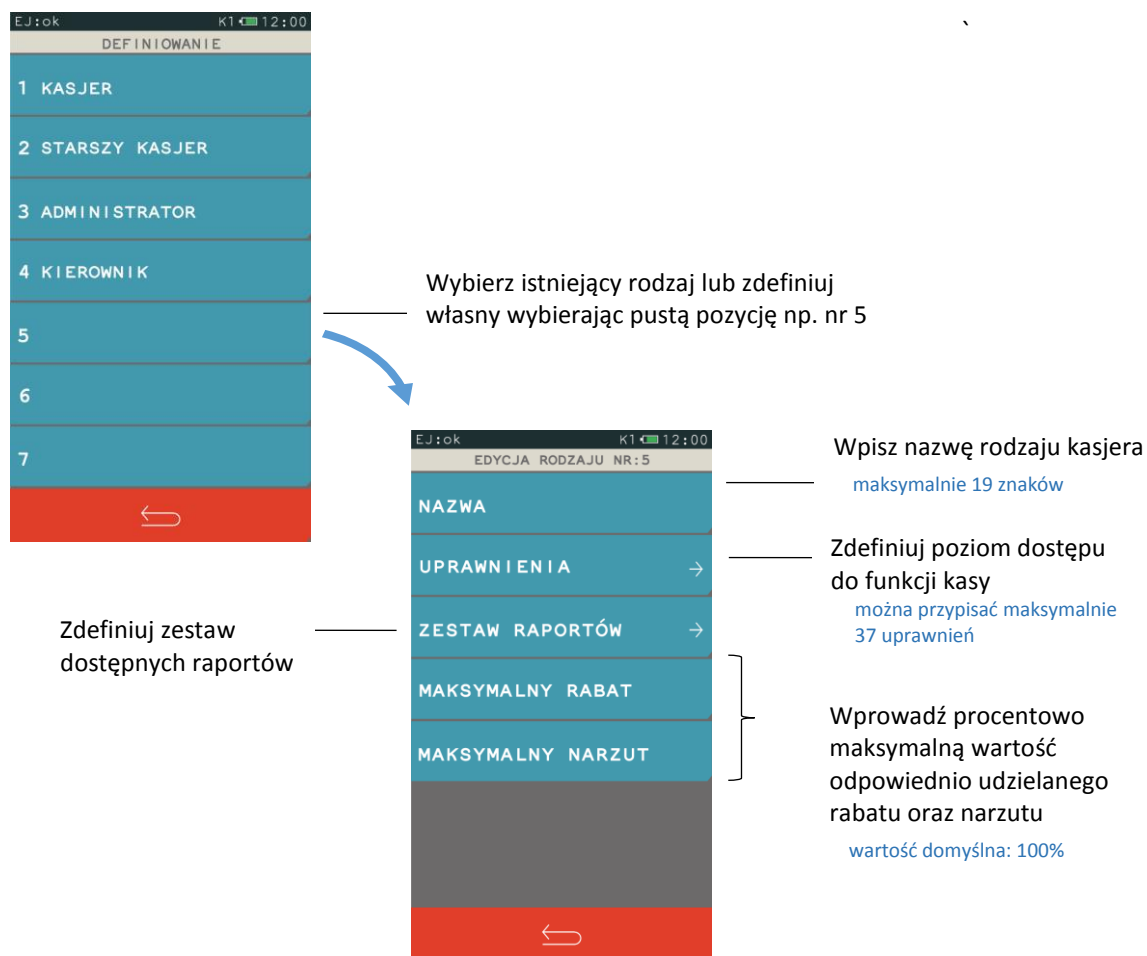 EJ:ok K1 12:00
DEFINIOWANIE
1 KASJER
2 STARSZY KASJER
3 ADMINISTRATOR
4 KIEROWNIK
5
6
7
`
Wybierz istniejący rodzaj lub zdefiniuj
własny wybierając pustą pozycję np. nr 5
EJ:ok K1 12:00
EDYCJA RODZAJU NR:5
NAZWA
UPRAWNIENIA →
ZESTAW RAPORTÓW →
MAKSYMALNY RABAT
MAKSYMALNY NARZUT
Wpisz nazwę rodzaju kasjera
maksymalnie 19 znaków
Zdefiniuj poziom dostępu
do funkcji kasy
można przypisać maksymalnie
37 uprawnień
Zdefiniuj zestaw
dostępnych raportów
Wprowadź procentowo
maksymalną wartość
odpowiednio udzielanego
rabatu oraz narzutu
wartość domyślna: 100%